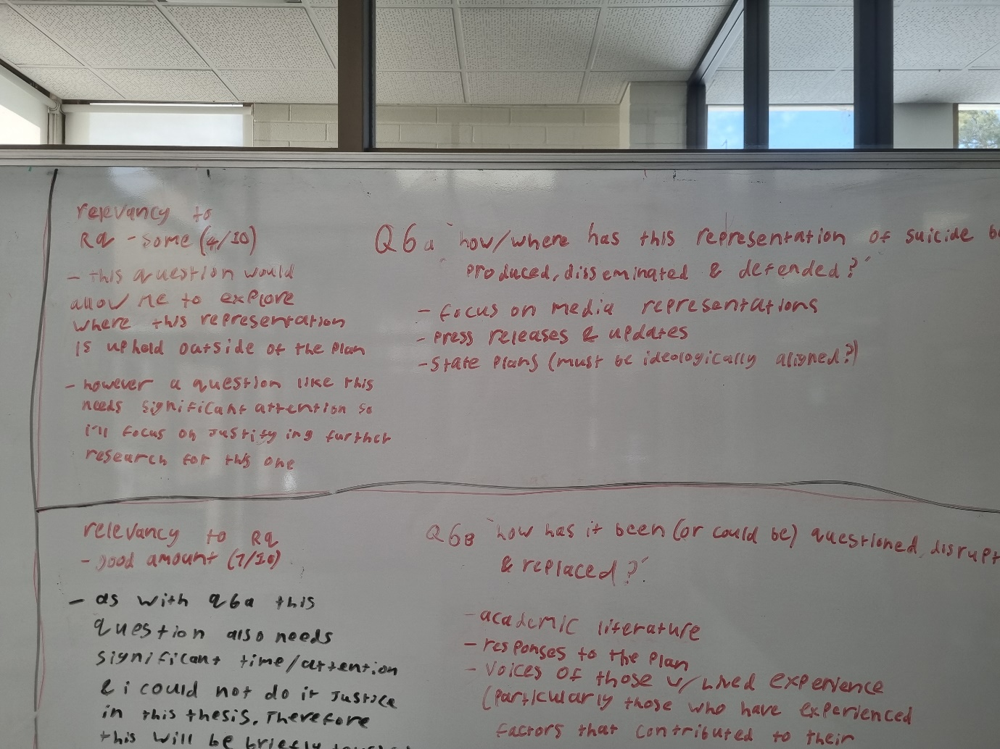 relevancy to
RQ - some (4/10)
- this question would
allow me to explore
where this representation
is uphold outside of the plan
- however a question like this
needs significant attention so
i'll focus on justifying further
research for this one
Q6a "how/where has this representation of suicide
produced, disseminated & defended?"
- focus on media representations
- press releases & updates
- state plans (must be ideologically aligned?)
relevancy to RQ
- good amount (7/10)
- as with Q6a this
question also needs
significant time/attention
& i could not do it justice
in this thesis. Therefore
this will be briefly
Q6B "how has it been (or could be) questioned, disrupt
& replaced?"
- academic literature
- responses to the plan
- voices of those w/ lived experience
(particularly those who have experienced
factors that contributed to their